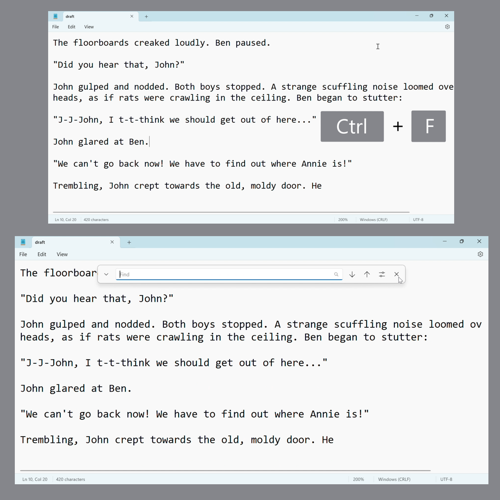 draft
File Edit View
The floorboards creaked loudly. Ben paused.
"Did you hear that, John?"
John gulped and nodded. Both boys stopped. A strange scuffling noise loomed ove
heads, as if rats were crawling in the ceiling. Ben began to stutter:
"J-J-John, I t-t-think we should get out of here..."
Ctrl + F
John glared at Ben.
"We can't go back now! We have to find out where Annie is!"
Trembling, John crept towards the old, moldy door. He
Ln 10, Col 20 420 characters 200% Windows (CRLF) UTF-8
draft
File Edit View
The floorboar
Find
"Did you hear that, John?"
John gulped and nodded. Both boys stopped. A strange scuffling noise loomed ov
heads, as if rats were crawling in the ceiling. Ben began to stutter:
"J-J-John, I t-t-think we should get out of here..."
John glared at Ben.
"We can't go back now! We have to find out where Annie is!"
Trembling, John crept towards the old, moldy door. He
Ln 10, Col 20 420 characters 200% Windows (CRLF) UTF-8